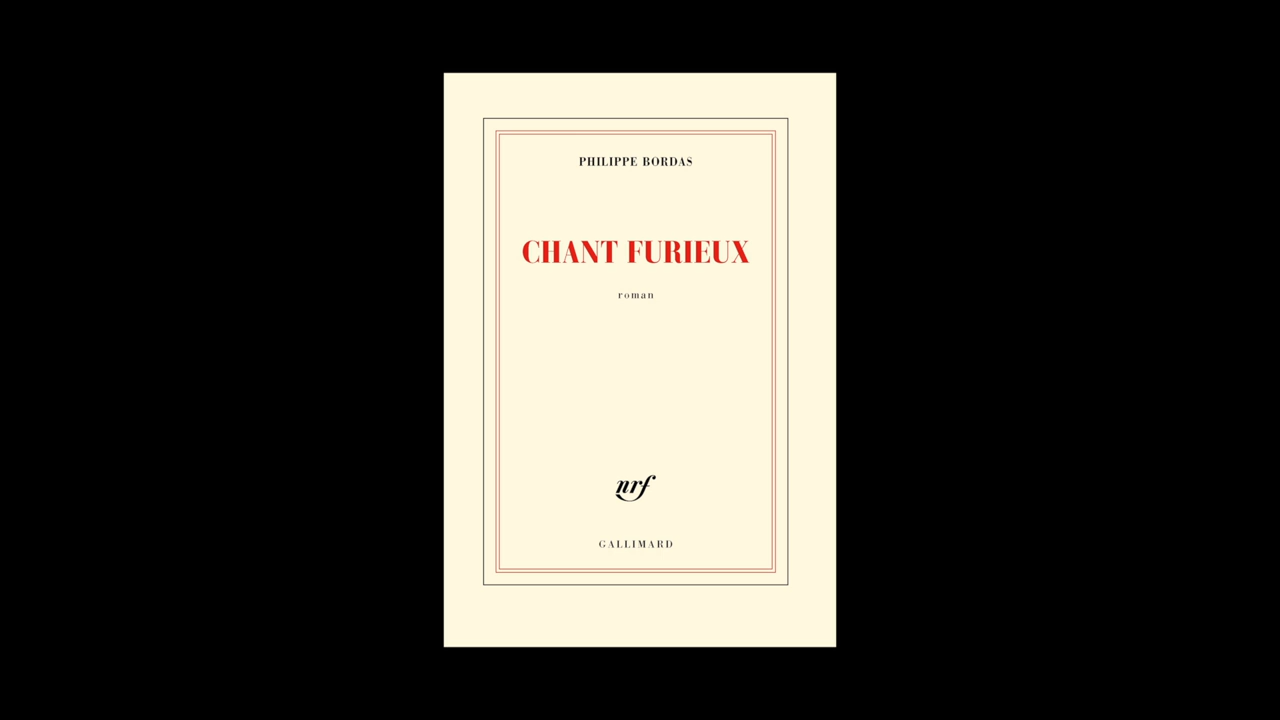 PHILIPPE BORDAS
CHANT FURIEUX
roman
nrf
GALLIMARD